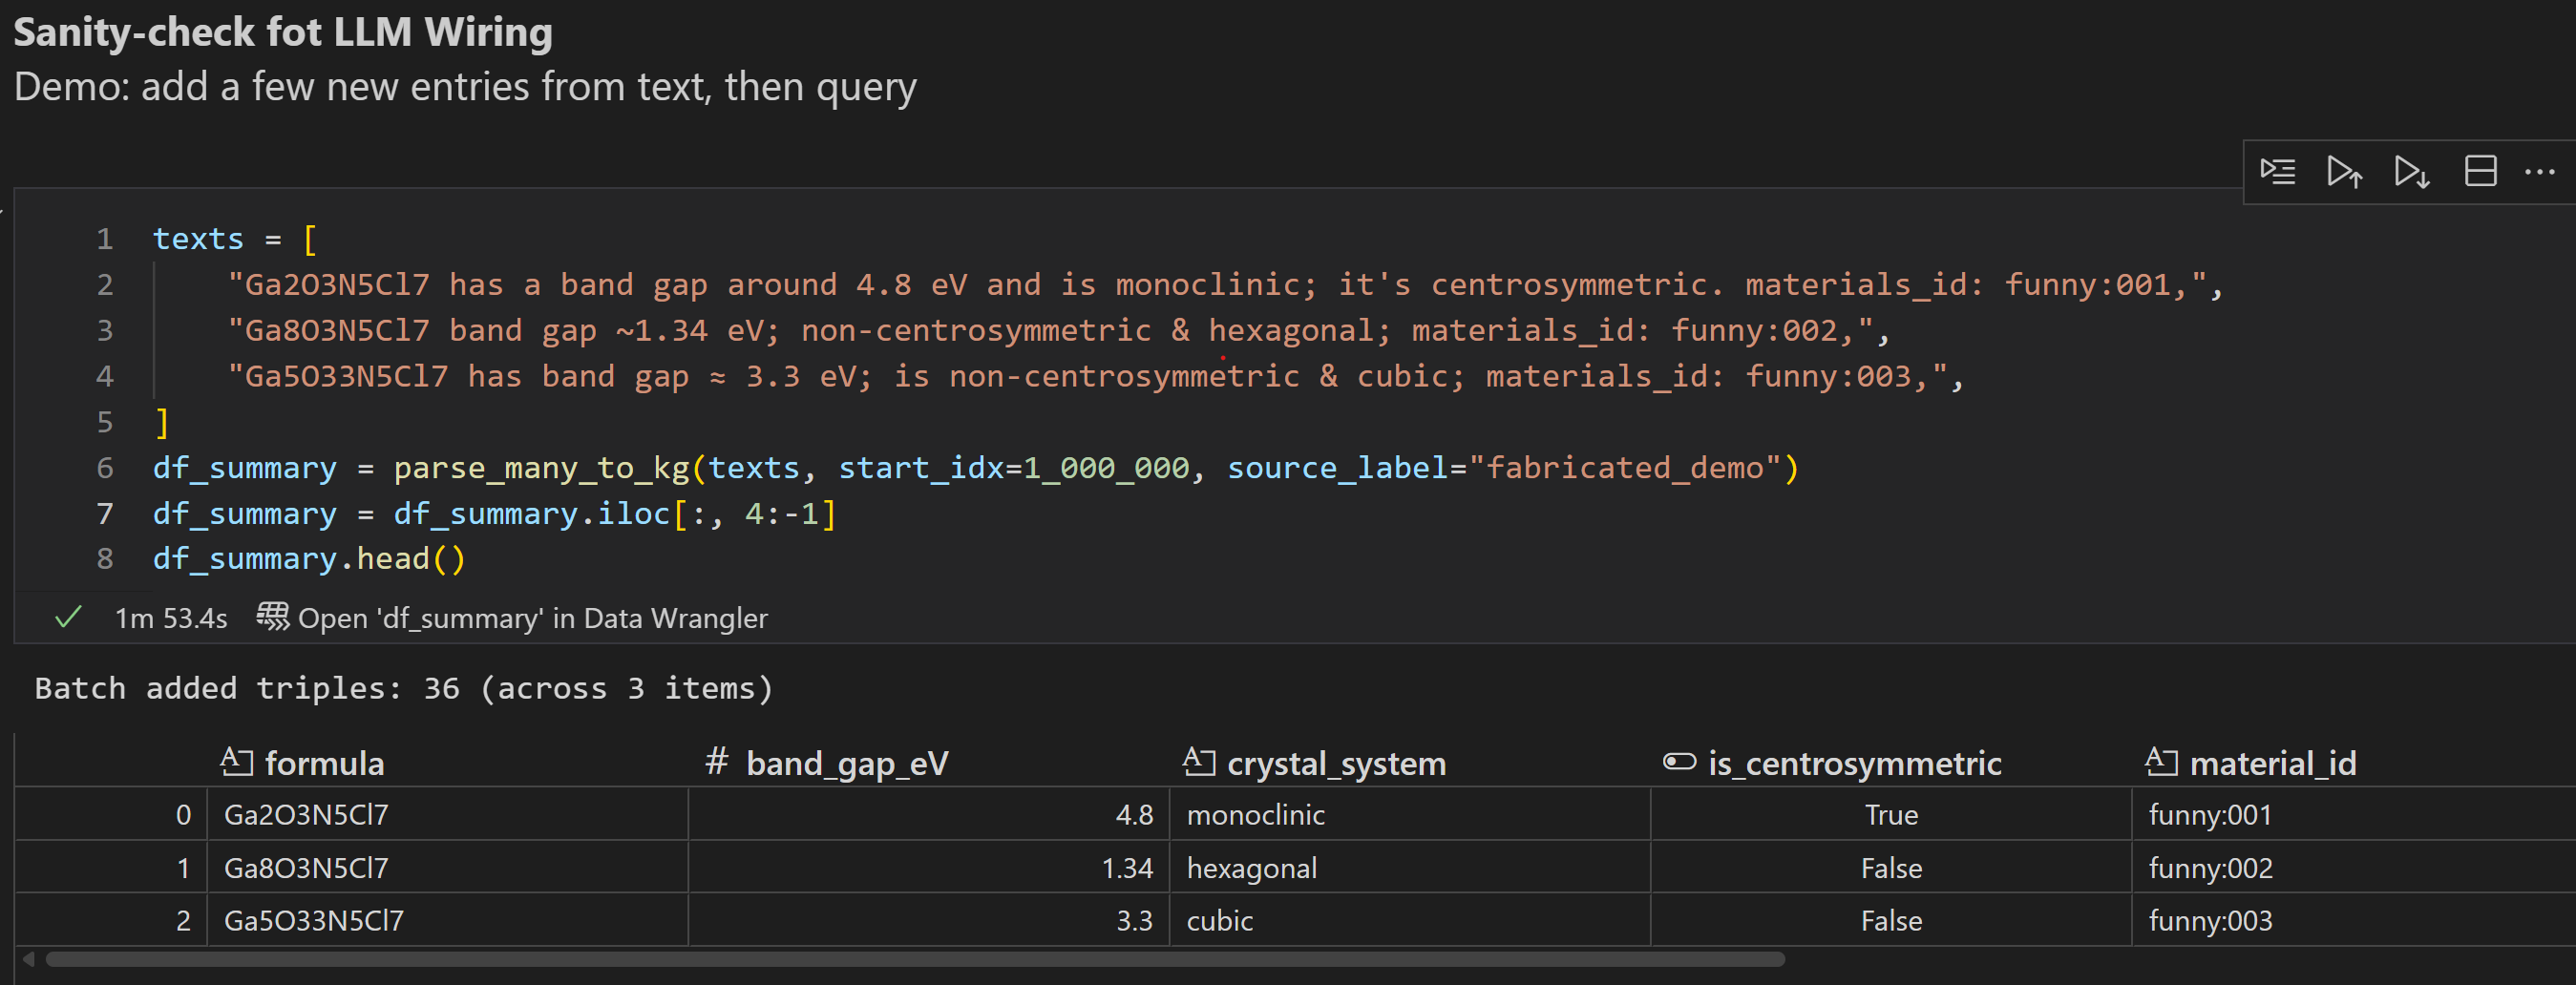 Sanity-check fot LLM Wiring
Demo: add a few new entries from text, then query
1 texts = [
2 "Ga2O3N5Cl7 has a band gap around 4.8 eV and is monoclinic; it's centrosymmetric. materials_id: funny:001,",
3 "Ga8O3N5Cl7 band gap ~1.34 eV; non-centrosymmetric & hexagonal; materials_id: funny:002,",
4 "Ga5O33N5Cl7 has band gap ≈ 3.3 eV; is non-centrosymmetric & cubic; materials_id: funny:003,",
5 ]
6 df_summary = parse_many_to_kg(texts, start_idx=1_000_000, source_label="fabricated_demo")
7 df_summary = df_summary.iloc[:, 4:-1]
8 df_summary.head()
1m 53.4s Open 'df_summary' in Data Wrangler
Batch added triples: 36 (across 3 items)
formula # band_gap_eV crystal_system is_centrosymmetric material_id
0 Ga2O3N5Cl7 4.8 monoclinic True funny:001
1 Ga8O3N5Cl7 1.34 hexagonal False funny:002
2 Ga5O33N5Cl7 3.3 cubic False funny:003